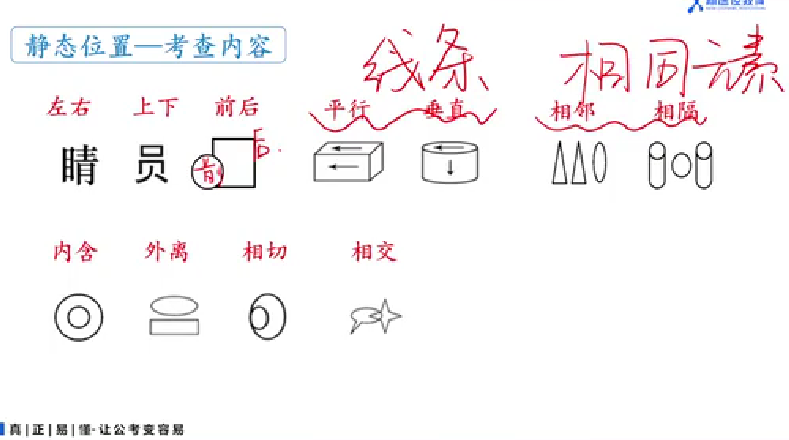 静态位置—考查内容
线条 相同元素
左右 上下 前后 平行 垂直 相邻 相隔
晴 员 前 后
内含 外离 相切 相交
真|正|易|懂·让公考变容易